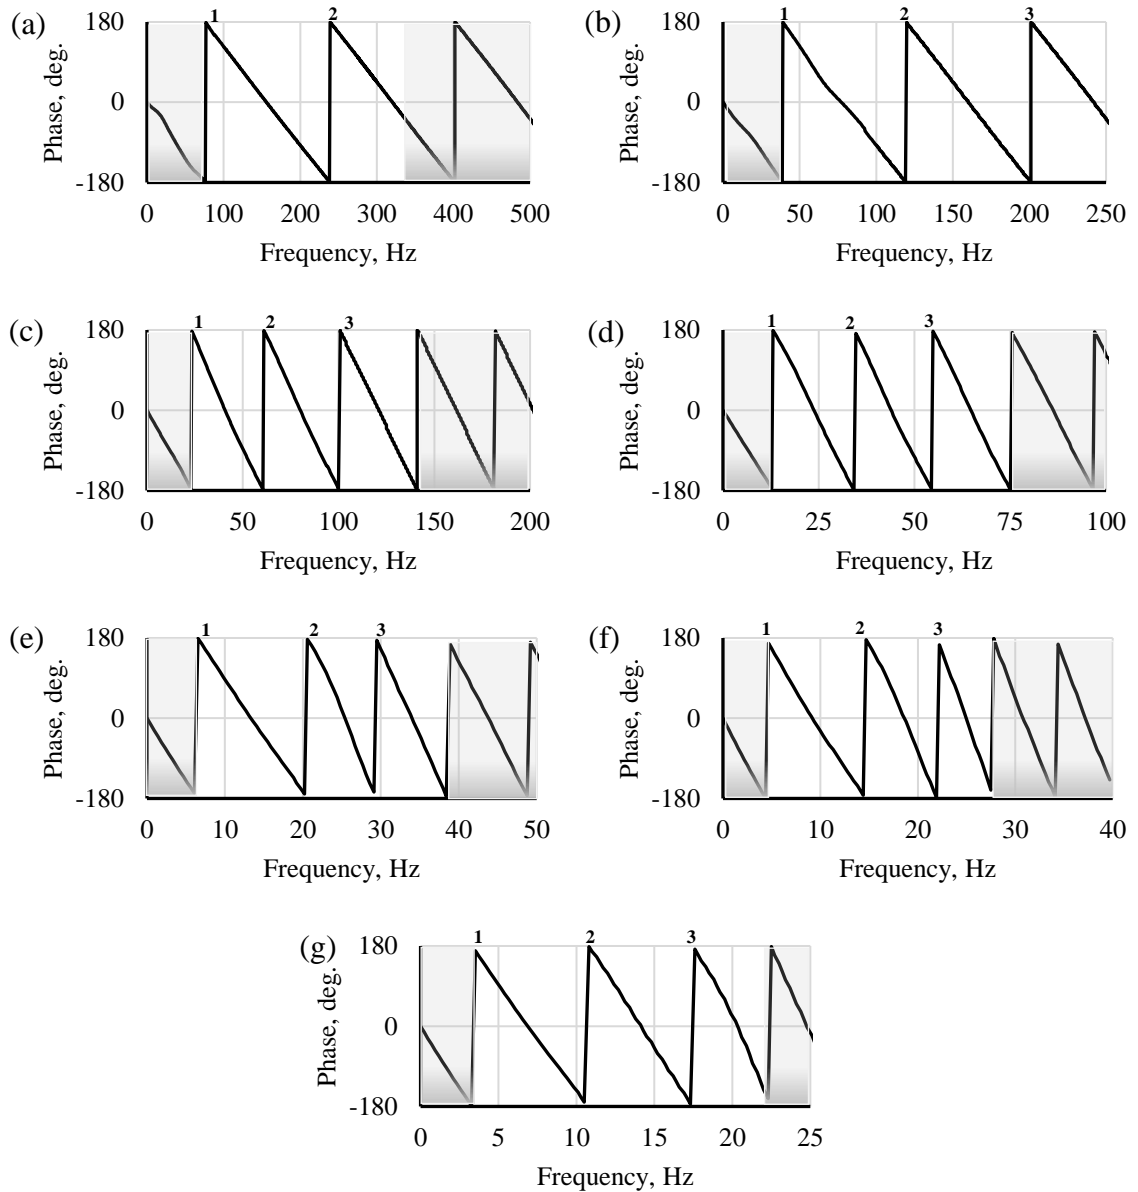 (a)
Phase, deg.
180
0
-180
1 2
0 100 200 300 400 500
Frequency, Hz
(b)
Phase, deg.
180
0
-180
1 2 3
0 50 100 150 200 250
Frequency, Hz
(c)
Phase, deg.
180
0
-180
1 2 3
0 50 100 150 200
Frequency, Hz
(d)
Phase, deg.
180
0
-180
1 2 3
0 25 50 75 100
Frequency, Hz
(e)
Phase, deg.
180
0
-180
1 2 3
0 10 20 30 40 50
Frequency, Hz
(f)
Phase, deg.
180
0
-180
1 2 3
0 10 20 30 40
Frequency, Hz
(g)
Phase, deg.
180
0
-180
1 2 3
0 5 10 15 20 25
Frequency, Hz